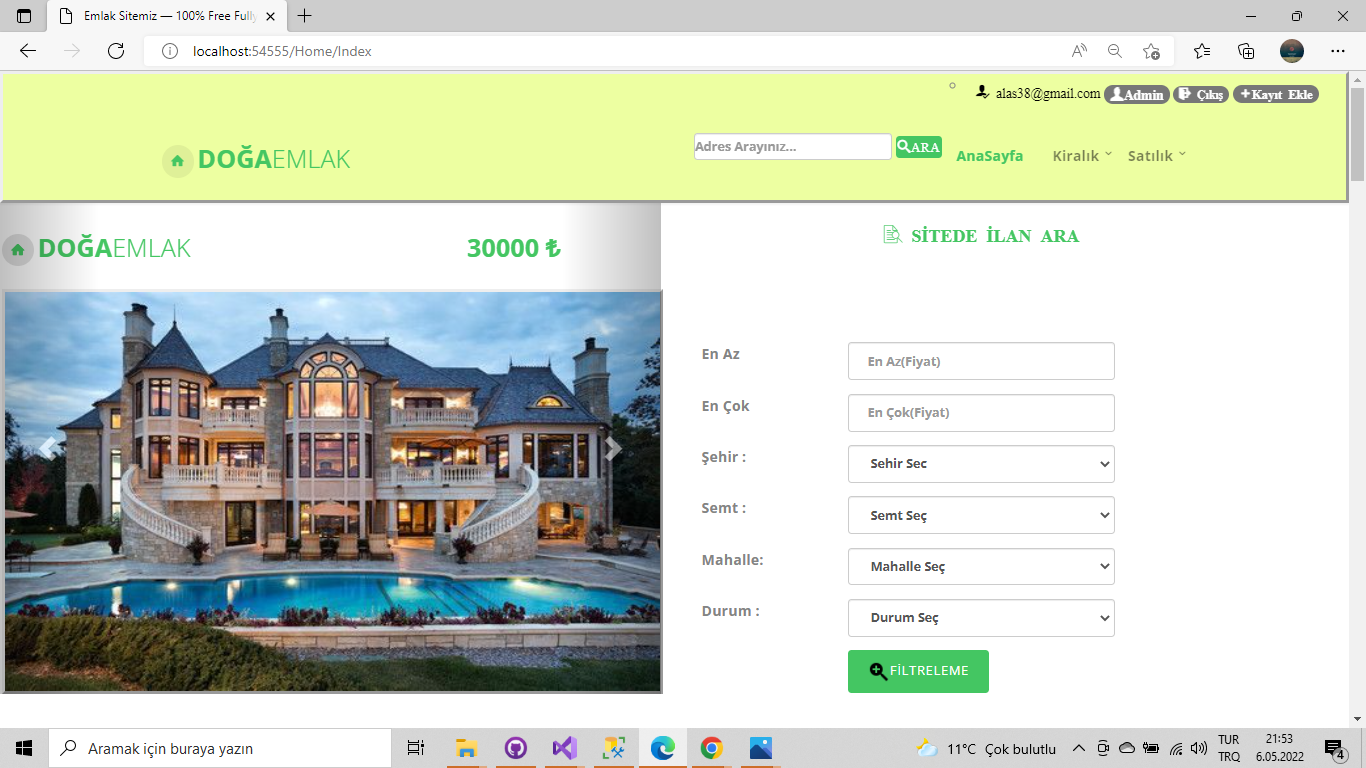 Emlak Sitemiz — 100% Free Fully
localhost:54555/Home/Index
alas38@gmail.com Admin Çıkış +Kayıt Ekle
DOĞAEMLAK
Adres Arayınız... ARA AnaSayfa Kiralık Satılık
DOĞAEMLAK 30000 ₺
SİTEDE İLAN ARA
En Az En Az(Fiyat)
En Çok En Çok(Fiyat)
Şehir : Sehir Sec
Semt : Semt Seç
Mahalle: Mahalle Seç
Durum : Durum Seç
FİLTRELEME
Aramak için buraya yazın
11°C Çok bulutlu
TUR
TRQ
21:53
6.05.2022
4